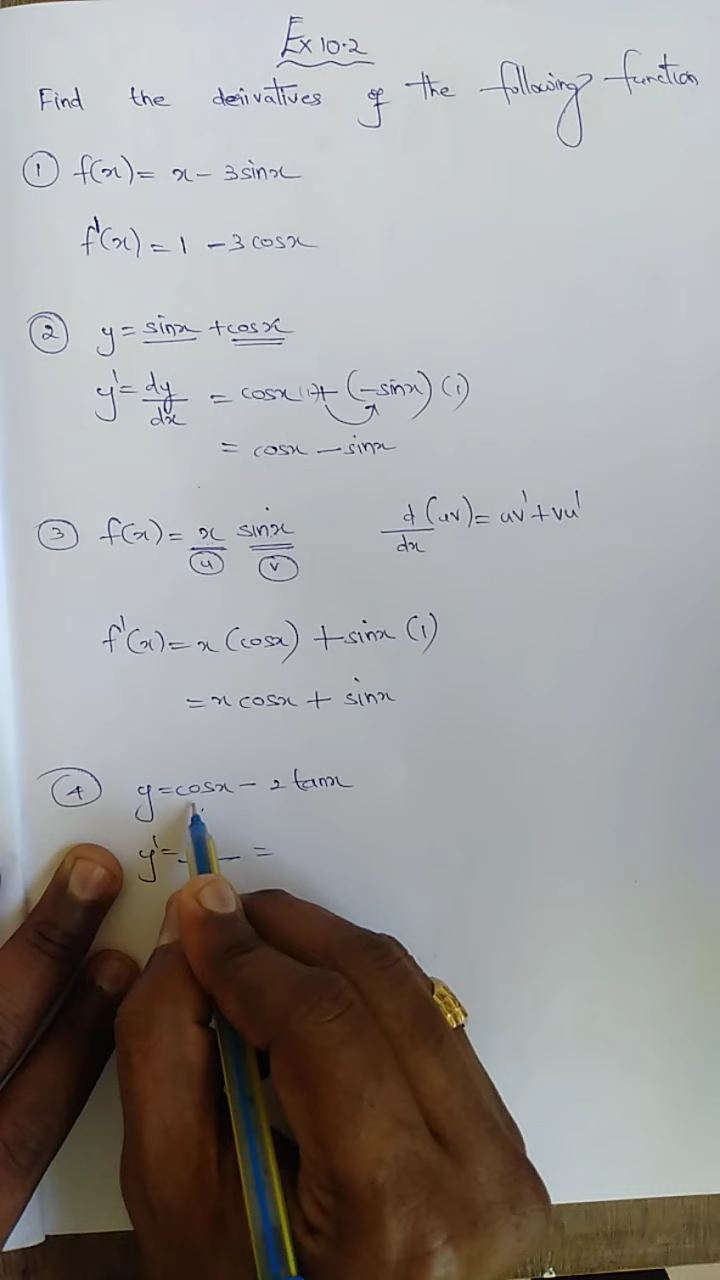 Ex 10.2
Find the derivatives of the following function
① f(x) = x - 3sinx
f'(x) = 1 - 3cosx
② y = sinx + cosx
y' = dy/dx = cosx (1) + (-sinx) (1)
= cosx - sinx
③ f(x) = x sinx
u v
d/dx (uv) = uv' + vu'
f'(x) = x (cosx) + sinx (1)
= x cosx + sinx
④ y = cosx - 2 tanx
y' = =